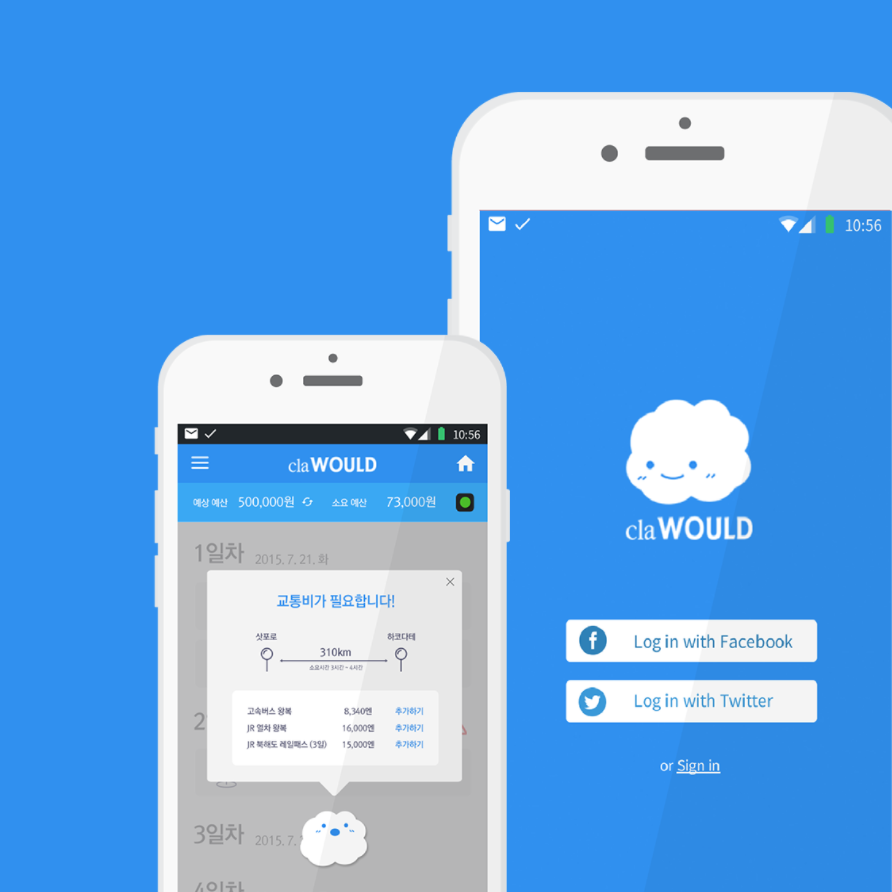 10:56
claWOULD
Log in with Facebook
Log in with Twitter
or Sign in
10:56
claWOULD
예상 예산 500,000원 소요 예산 73,000원
1일차 2015. 7. 21. 화
교통비가 필요합니다!
삿포로 하코다테
310km
소요시간 3시간 ~ 4시간
고속버스 왕복 8,340엔 추가하기
JR 열차 왕복 16,000엔 추가하기
JR 북해도 레일패스 (3일) 15,000엔 추가하기
2
3일차 2015. 7.
4일차